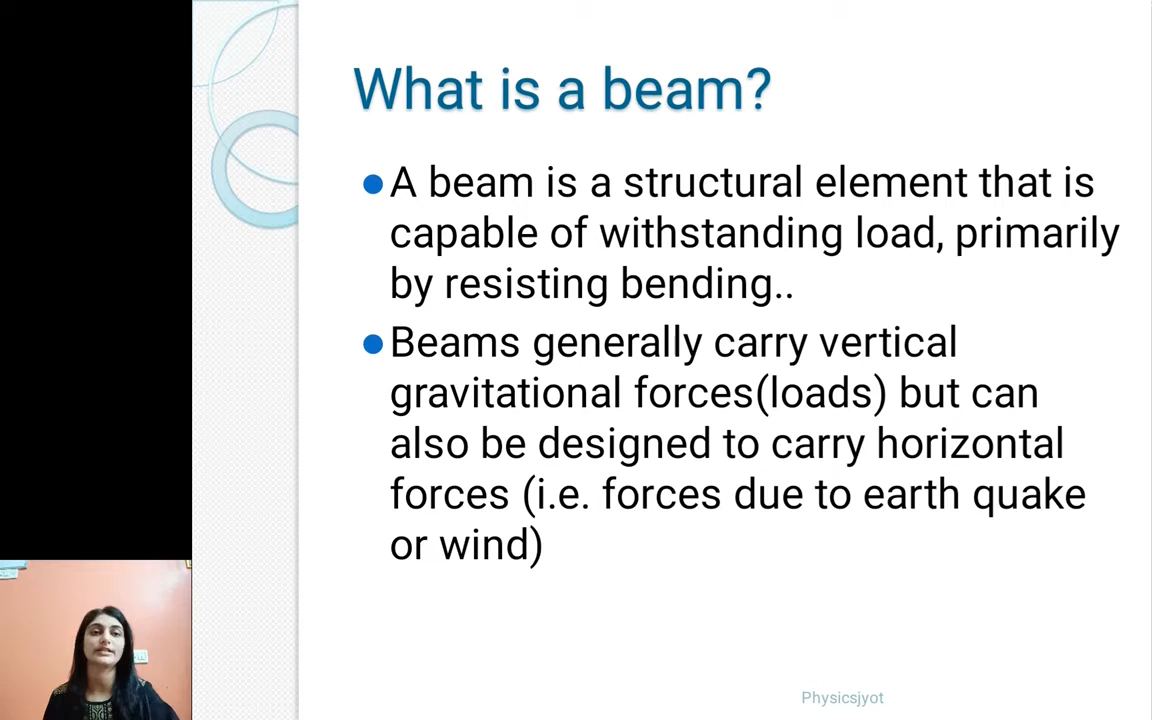 What is a beam?
●A beam is a structural element that is
capable of withstanding load, primarily
by resisting bending..
●Beams generally carry vertical
gravitational forces(loads) but can
also be designed to carry horizontal
forces (i.e. forces due to earth quake
or wind)
Physicsjyot